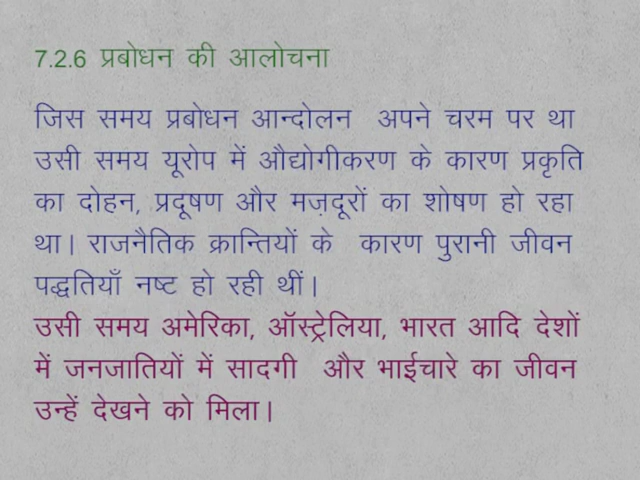 7.2.6 प्रबोधन की आलोचना
जिस समय प्रबोधन आन्दोलन अपने चरम पर था
उसी समय यूरोप में औद्योगीकरण के कारण प्रकृति
का दोहन, प्रदूषण और मज़दूरों का शोषण हो रहा
था। राजनैतिक क्रान्तियों के कारण पुरानी जीवन
पद्धतियाँ नष्ट हो रही थीं।
उसी समय अमेरिका, ऑस्ट्रेलिया, भारत आदि देशों
में जनजातियों में सादगी और भाईचारे का जीवन
उन्हें देखने को मिला।